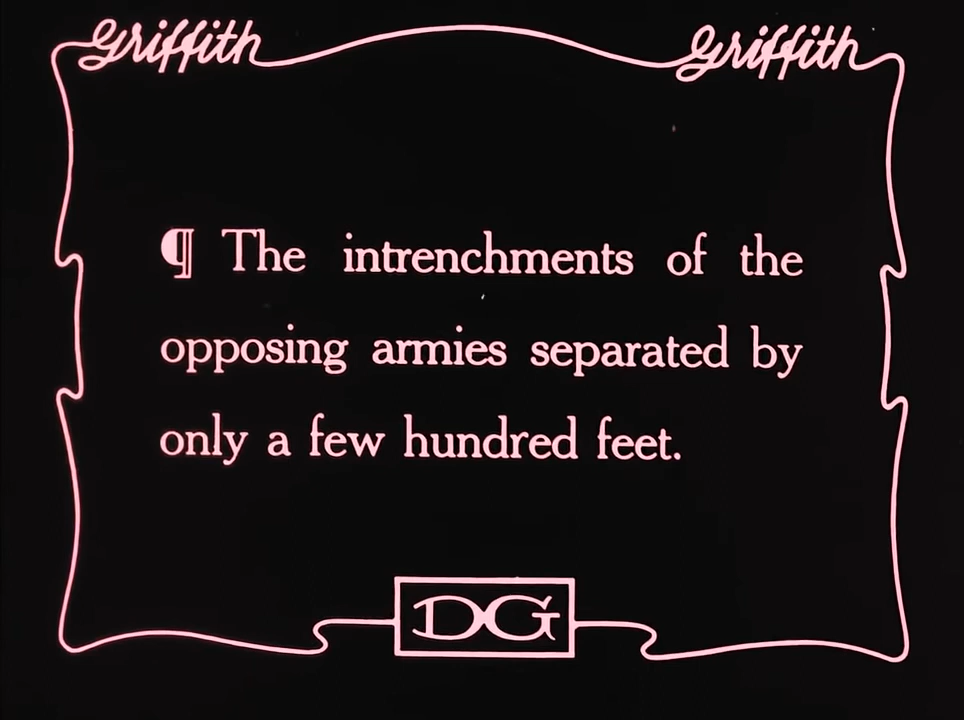 Griffith Griffith
¶ The intrenchments of the
opposing armies separated by
only a few hundred feet.
DG